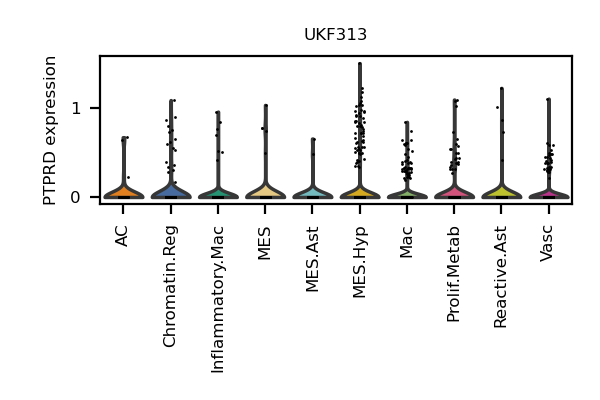 UKF313
PTPRD expression
1
0
AC
Chromatin.Reg
Inflammatory.Mac
MES
MES.Ast
MES.Hyp
Mac
Prolif.Metab
Reactive.Ast
Vasc